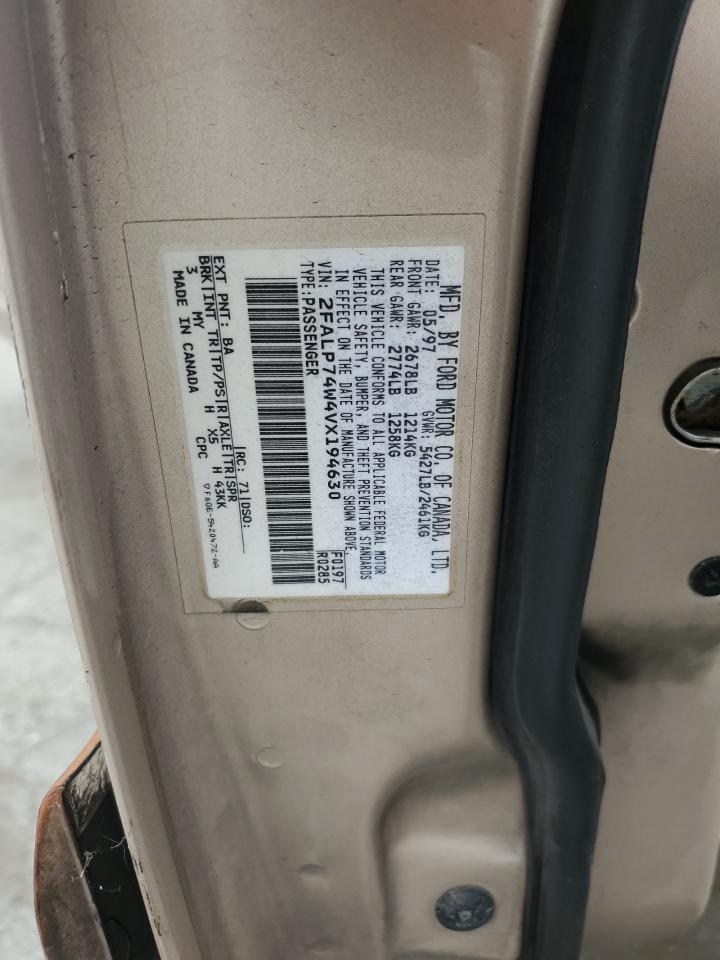 MFD. BY FORD MOTOR CO. OF CANADA, LTD.
DATE: 05/97 GVWR: 5427LB/2461KG
FRONT GAWR: 2678LB 1214KG
REAR GAWR: 2774LB 1258KG
THIS VEHICLE CONFORMS TO ALL APPLICABLE FEDERAL MOTOR
VEHICLE SAFETY, BUMPER, AND THEFT PREVENTION STANDARDS
IN EFFECT ON THE DATE OF MANUFACTURE SHOWN ABOVE.
VIN: 2FALP74W4VX194630 F0197
TYPE: PASSENGER R0285
EXT PNT: BA RC: 71 DSO:
BRK INT TR TP/PS R AXLE TR SPR
3 MY H X5 H 43KK
MADE IN CANADA CPC ▽F60E-5420472-AA